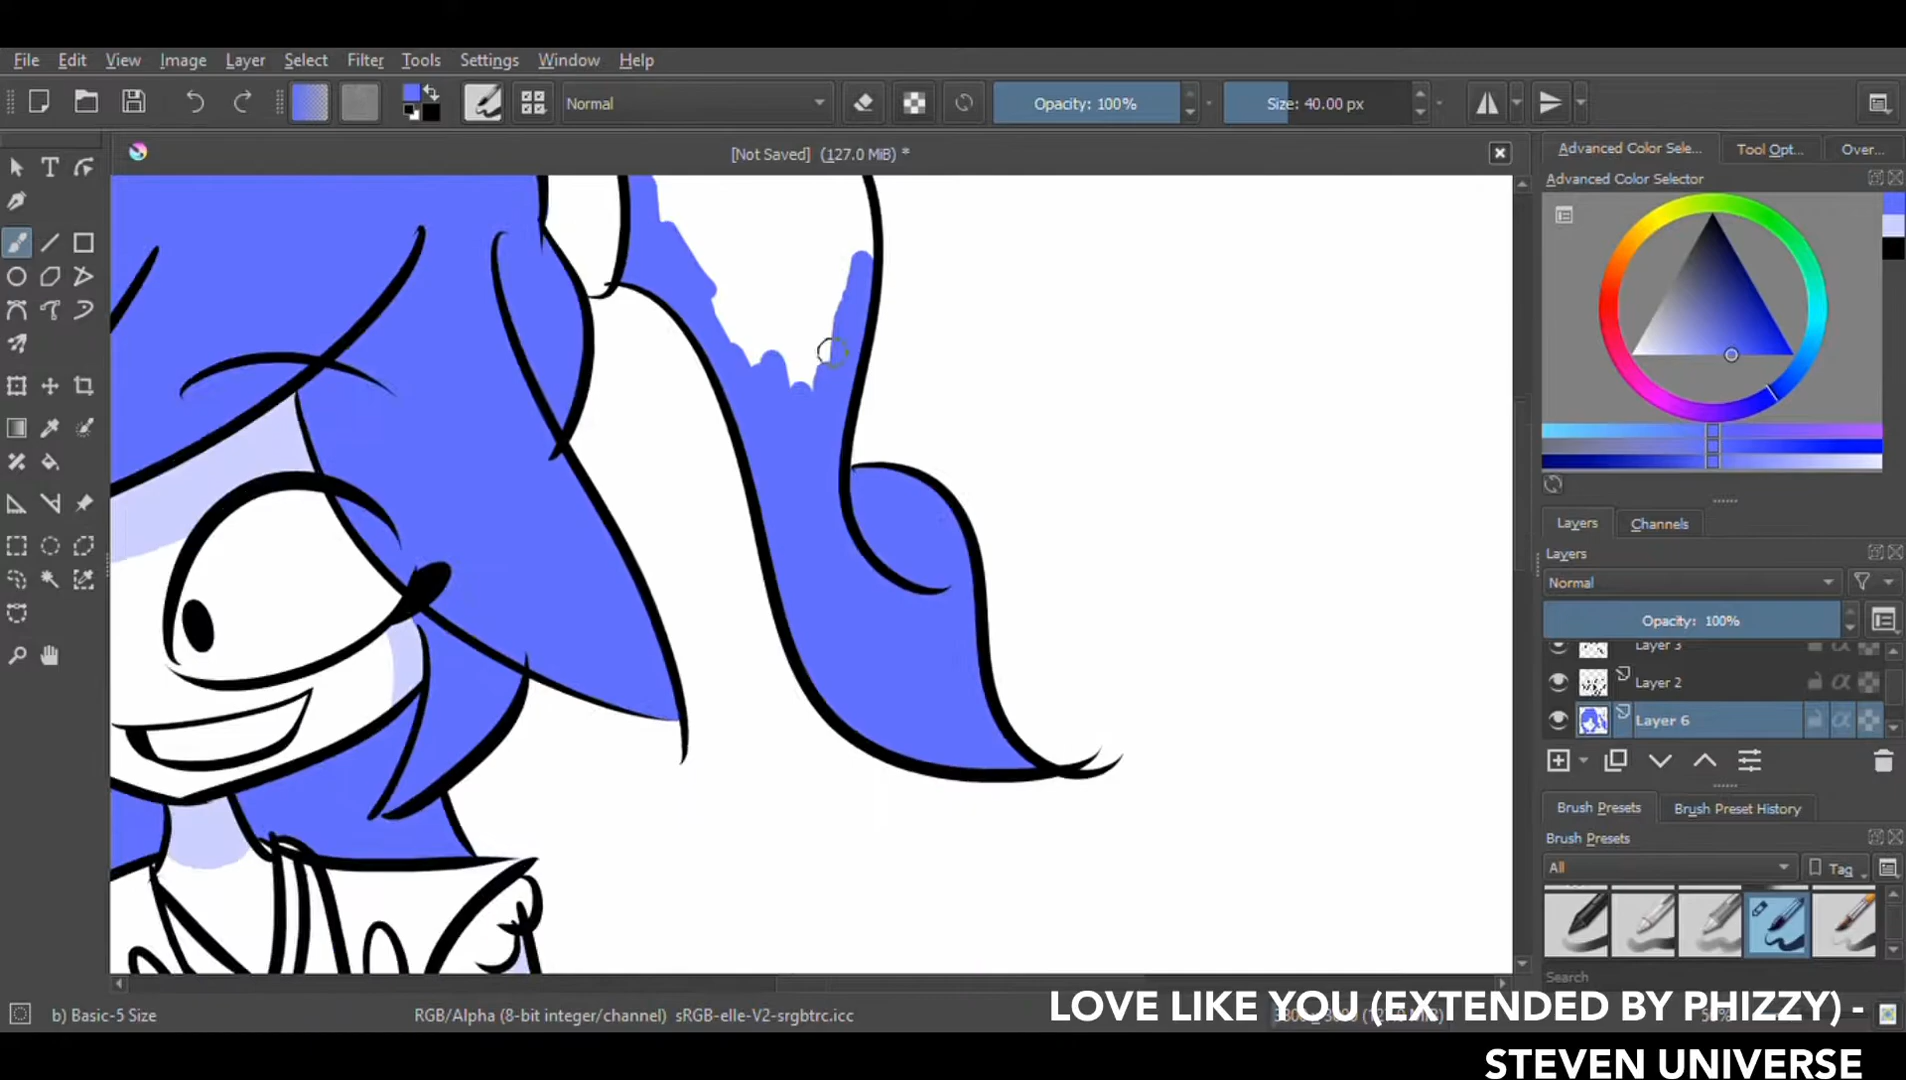 File Edit View Image Layer Select Filter Tools Settings Window Help
Normal Opacity: 100% Size: 40.00 px
[Not Saved] (127.0 MiB) *
Advanced Color Sele... Tool Opt... Over...
Advanced Color Selector
Layers Channels
Layers
Normal
Opacity: 100%
Layer 3
Layer 2
Layer 6
Brush Presets Brush Preset History
Brush Presets
All Tag
Search
b) Basic-5 Size RGB/Alpha (8-bit integer/channel) sRGB-elle-V2-srgbtrc.icc
LOVE LIKE YOU (EXTENDED BY PHIZZY) -
STEVEN UNIVERSE